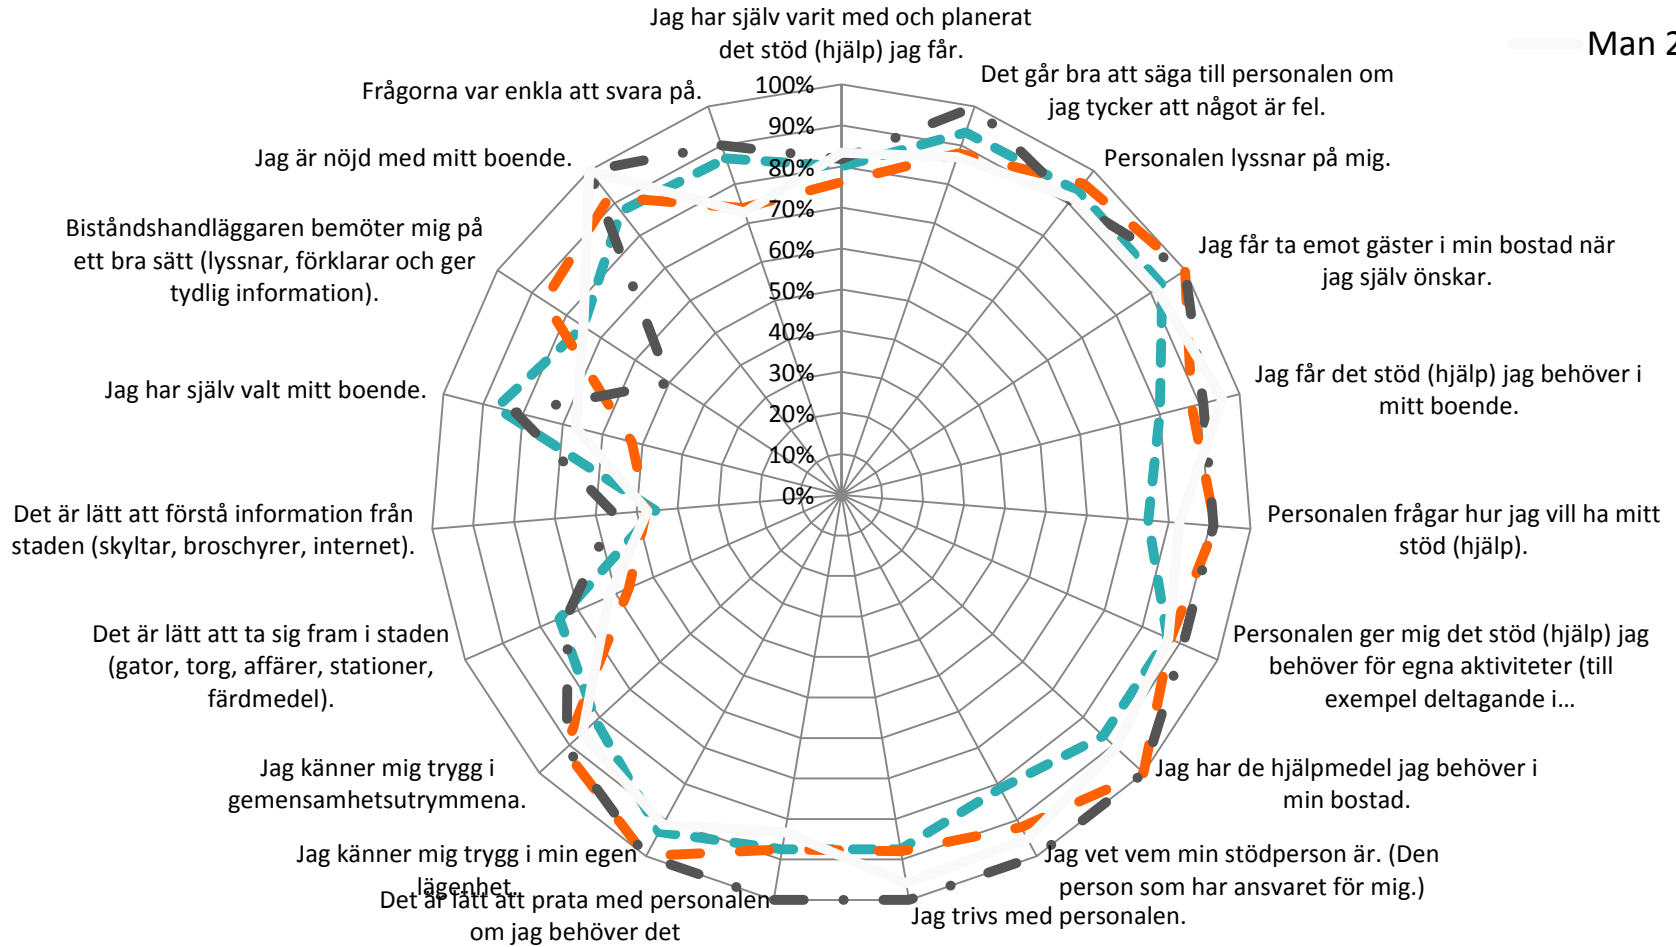 Jag har själv varit med och planerat
det stöd (hjälp) jag får.
Man 2
Det går bra att säga till personalen om
jag tycker att något är fel.
Personalen lyssnar på mig.
Jag får ta emot gäster i min bostad när
jag själv önskar.
Jag får det stöd (hjälp) jag behöver i
mitt boende.
Personalen frågar hur jag vill ha mitt
stöd (hjälp).
Personalen ger mig det stöd (hjälp) jag
behöver för egna aktiviteter (till
exempel deltagande i...
Jag har de hjälpmedel jag behöver i
min bostad.
Jag vet vem min stödperson är. (Den
person som har ansvaret för mig.)
Jag trivs med personalen.
Det är lätt att prata med personalen
om jag behöver det
Jag känner mig trygg i min egen
lägenhet.
Jag känner mig trygg i
gemensamhetsutrymmena.
Det är lätt att ta sig fram i staden
(gator, torg, affärer, stationer,
färdmedel).
Det är lätt att förstå information från
staden (skyltar, broschyrer, internet).
Jag har själv valt mitt boende.
Biståndshandläggaren bemöter mig på
ett bra sätt (lyssnar, förklarar och ger
tydlig information).
Jag är nöjd med mitt boende.
Frågorna var enkla att svara på.
100%
90%
80%
70%
60%
50%
40%
30%
20%
10%
0%